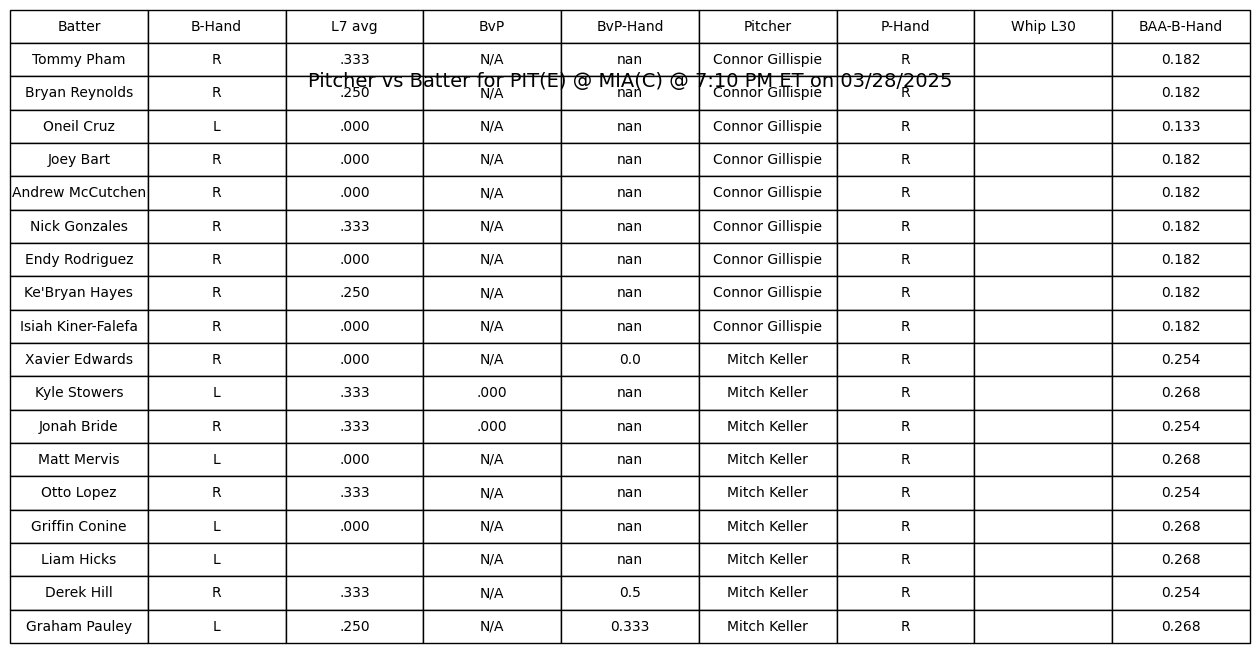 Batter B-Hand L7 avg BvP BvP-Hand Pitcher P-Hand Whip L30 BAA-B-Hand
Tommy Pham R .333 N/A nan Connor Gillispie R 0.182
Pitcher vs Batter for PIT(E) @ MIA(C) @ 7:10 PM ET on 03/28/2025
Bryan Reynolds R .250 N/A nan Connor Gillispie R 0.182
Oneil Cruz L .000 N/A nan Connor Gillispie R 0.133
Joey Bart R .000 N/A nan Connor Gillispie R 0.182
Andrew McCutchen R .000 N/A nan Connor Gillispie R 0.182
Nick Gonzales R .333 N/A nan Connor Gillispie R 0.182
Endy Rodriguez R .000 N/A nan Connor Gillispie R 0.182
Ke'Bryan Hayes R .250 N/A nan Connor Gillispie R 0.182
Isiah Kiner-Falefa R .000 N/A nan Connor Gillispie R 0.182
Xavier Edwards R .000 N/A 0.0 Mitch Keller R 0.254
Kyle Stowers L .333 .000 nan Mitch Keller R 0.268
Jonah Bride R .333 .000 nan Mitch Keller R 0.254
Matt Mervis L .000 N/A nan Mitch Keller R 0.268
Otto Lopez R .333 N/A nan Mitch Keller R 0.254
Griffin Conine L .000 N/A nan Mitch Keller R 0.268
Liam Hicks L N/A nan Mitch Keller R 0.268
Derek Hill R .333 N/A 0.5 Mitch Keller R 0.254
Graham Pauley L .250 N/A 0.333 Mitch Keller R 0.268